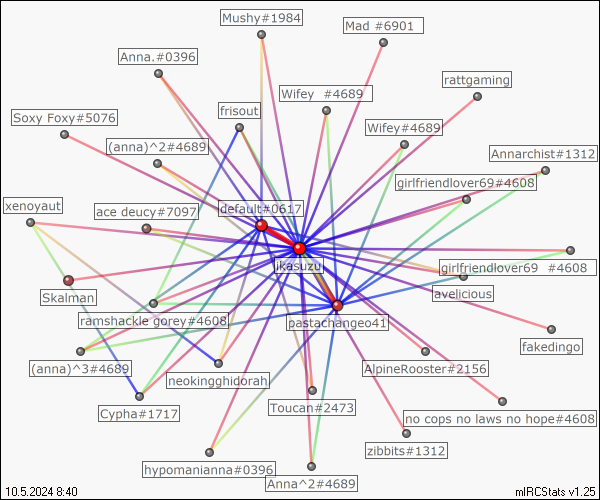 Mushy#1984
Mad #6901
Anna.#0396
rattgaming
Wifey #4689
frisout
Soxy Foxy#5076
Wifey#4689
(anna)^2#4689
Annarchist#1312
girlfriendlover69#4608
xenoyaut
ace deucy#7097
default#0617
jkasuzu
girlfriendlover69 #4608
avelicious
Skalman
ramshackle gorey#4608
pastachangeo41
fakedingo
(anna)^3#4689
neokingghidorah
AlpineRooster#2156
Cypha#1717
Toucan#2473
no cops no laws no hope#4608
zibbits#1312
hypomanianna#0396
Anna^2#4689
10.5.2024 8:40
mIRCStats v1.25